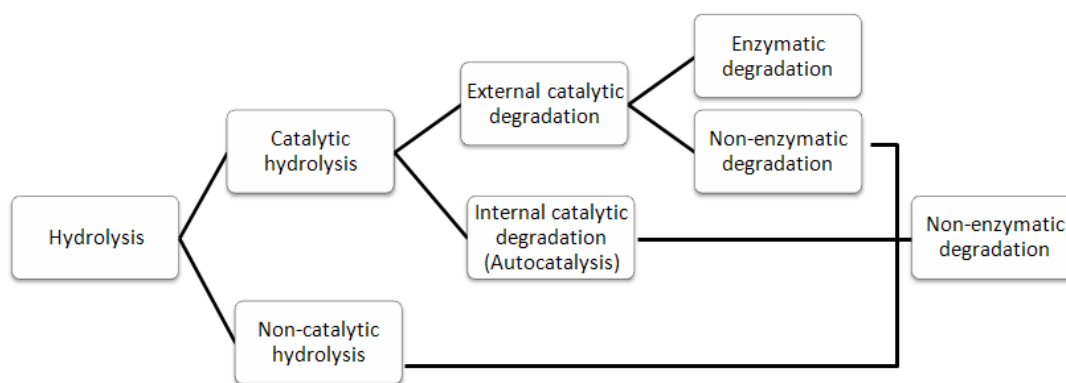 Hydrolysis
Catalytic
hydrolysis
Non-catalytic
hydrolysis
External catalytic
degradation
Internal catalytic
degradation
(Autocatalysis)
Enzymatic
degradation
Non-enzymatic
degradation
Non-enzymatic
degradation